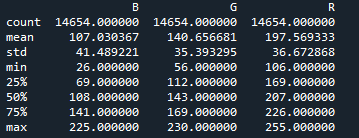 B G R
count 14654.000000 14654.000000 14654.000000
mean 107.030367 140.656681 197.569333
std 41.489221 35.393295 36.672868
min 26.000000 56.000000 106.000000
25% 69.000000 112.000000 169.000000
50% 108.000000 143.000000 207.000000
75% 141.000000 169.000000 226.000000
max 225.000000 230.000000 255.000000